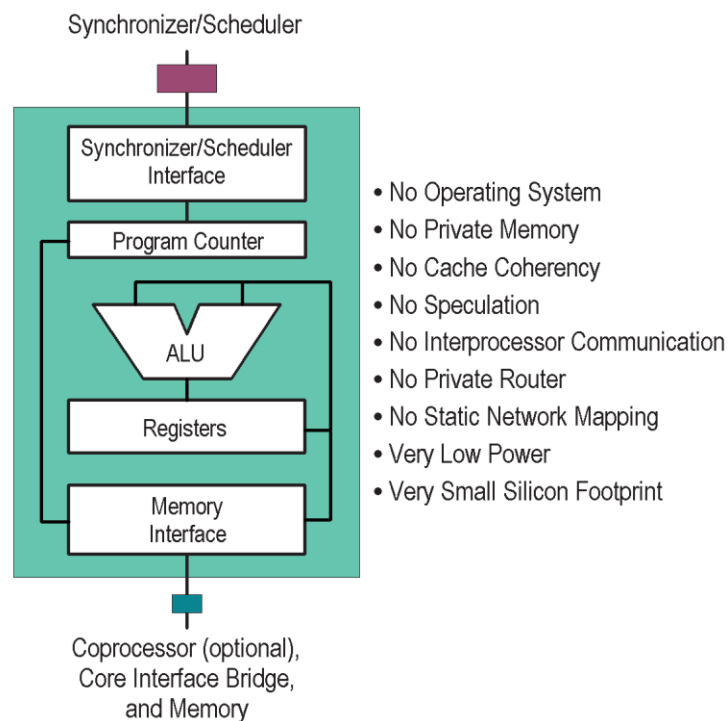 Synchronizer/Scheduler
Synchronizer/Scheduler
Interface
Program Counter
ALU
Registers
Memory
Interface
Coprocessor (optional),
Core Interface Bridge,
and Memory
• No Operating System
• No Private Memory
• No Cache Coherency
• No Speculation
• No Interprocessor Communication
• No Private Router
• No Static Network Mapping
• Very Low Power
• Very Small Silicon Footprint